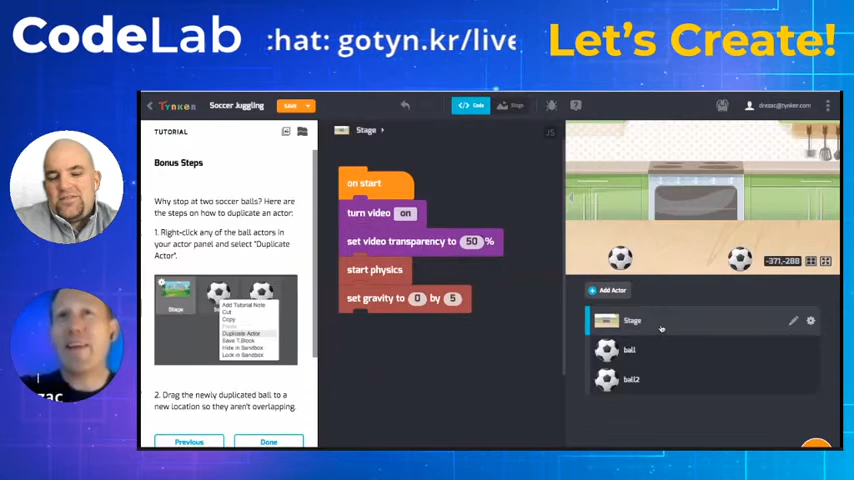 CodeLab
chat: gotyn.kr/live
Let's Create!
Tynker
Soccer Juggling
SAVE
Code
Stage
drezac@tynker.com
TUTORIAL
Stage
JS
Bonus Steps
Why stop at two soccer balls? Here are
the steps on how to duplicate an actor:
1. Right-click any of the ball actors in
your actor panel and select "Duplicate
Actor".
Stage
Add Tutorial Note
Cut
Copy
Duplicate Actor
Save T.Block
Hide in Sandbox
Lock in Sandbox
2. Drag the newly duplicated ball to a
new location so they aren't overlapping.
Previous
Done
on start
turn video on
set video transparency to 50 %
start physics
set gravity to 0 by 5
-371,-288
Add Actor
Stage
ball
ball2
zac